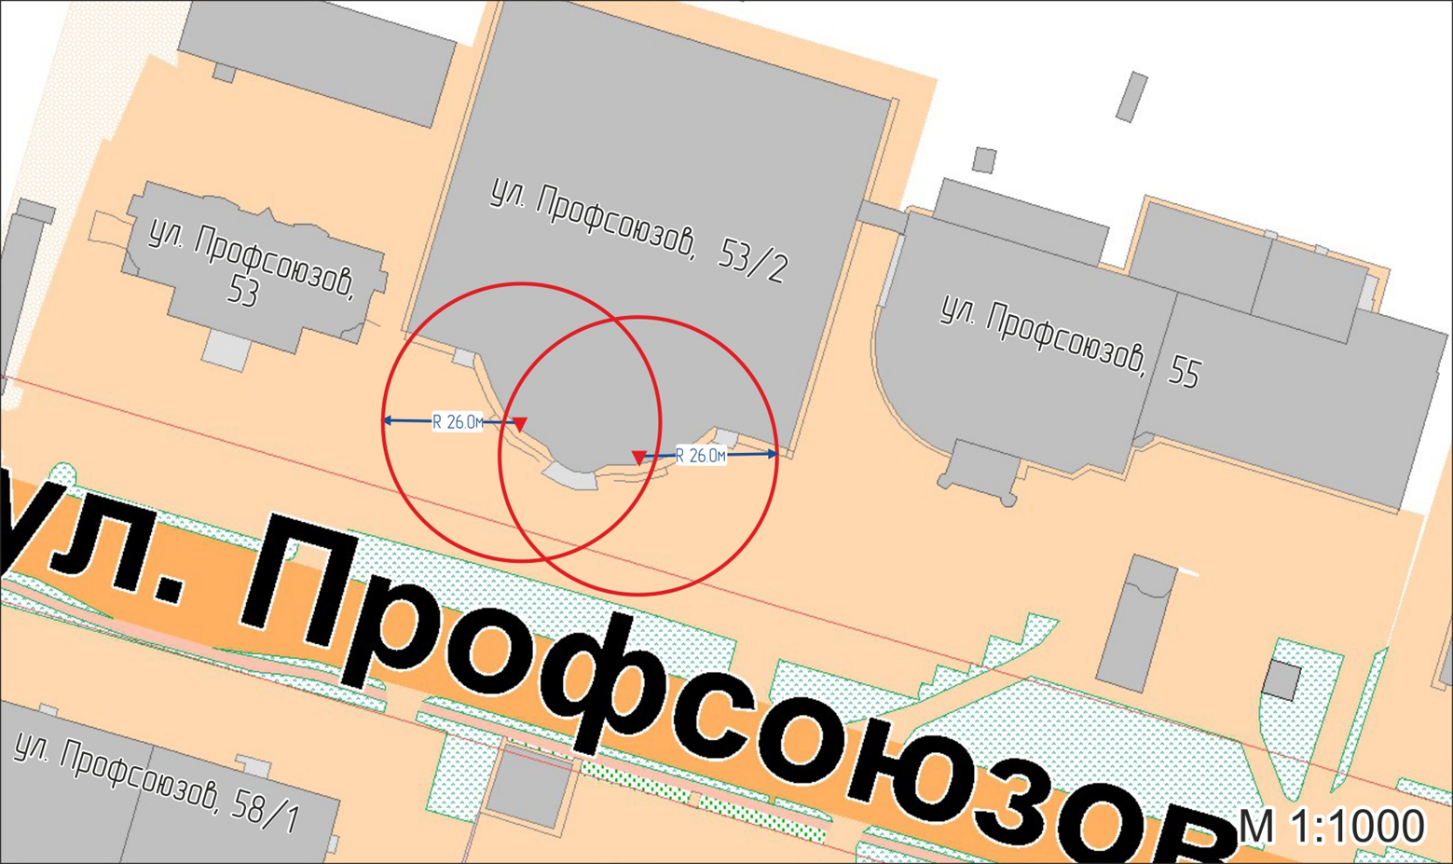 ул. Профсоюзов, 53/2
ул. Профсоюзов,
53
ул. Профсоюзов, 55
R 26.0м
R 26.0м
ул. Профсоюзов
ул. Профсоюзов, 58/1
М 1:1000